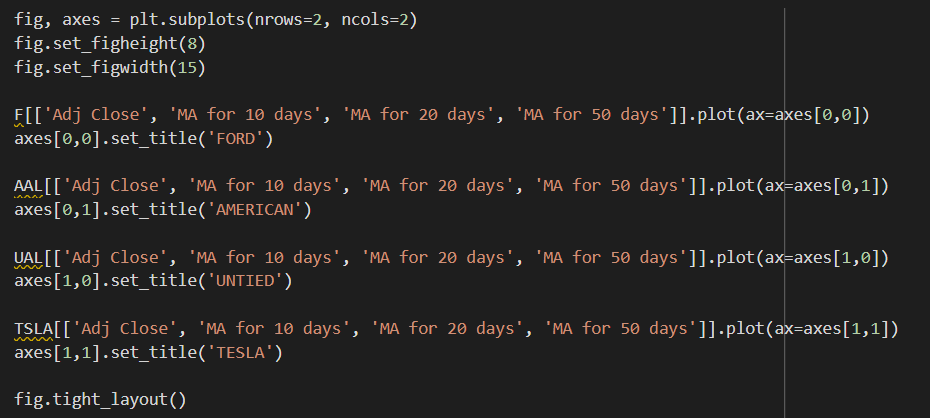 fig, axes = plt.subplots(nrows=2, ncols=2)
fig.set_figheight(8)
fig.set_figwidth(15)
F[['Adj Close', 'MA for 10 days', 'MA for 20 days', 'MA for 50 days']].plot(ax=axes[0,0])
axes[0,0].set_title('FORD')
AAL[['Adj Close', 'MA for 10 days', 'MA for 20 days', 'MA for 50 days']].plot(ax=axes[0,1])
axes[0,1].set_title('AMERICAN')
UAL[['Adj Close', 'MA for 10 days', 'MA for 20 days', 'MA for 50 days']].plot(ax=axes[1,0])
axes[1,0].set_title('UNTIED')
TSLA[['Adj Close', 'MA for 10 days', 'MA for 20 days', 'MA for 50 days']].plot(ax=axes[1,1])
axes[1,1].set_title('TESLA')
fig.tight_layout()